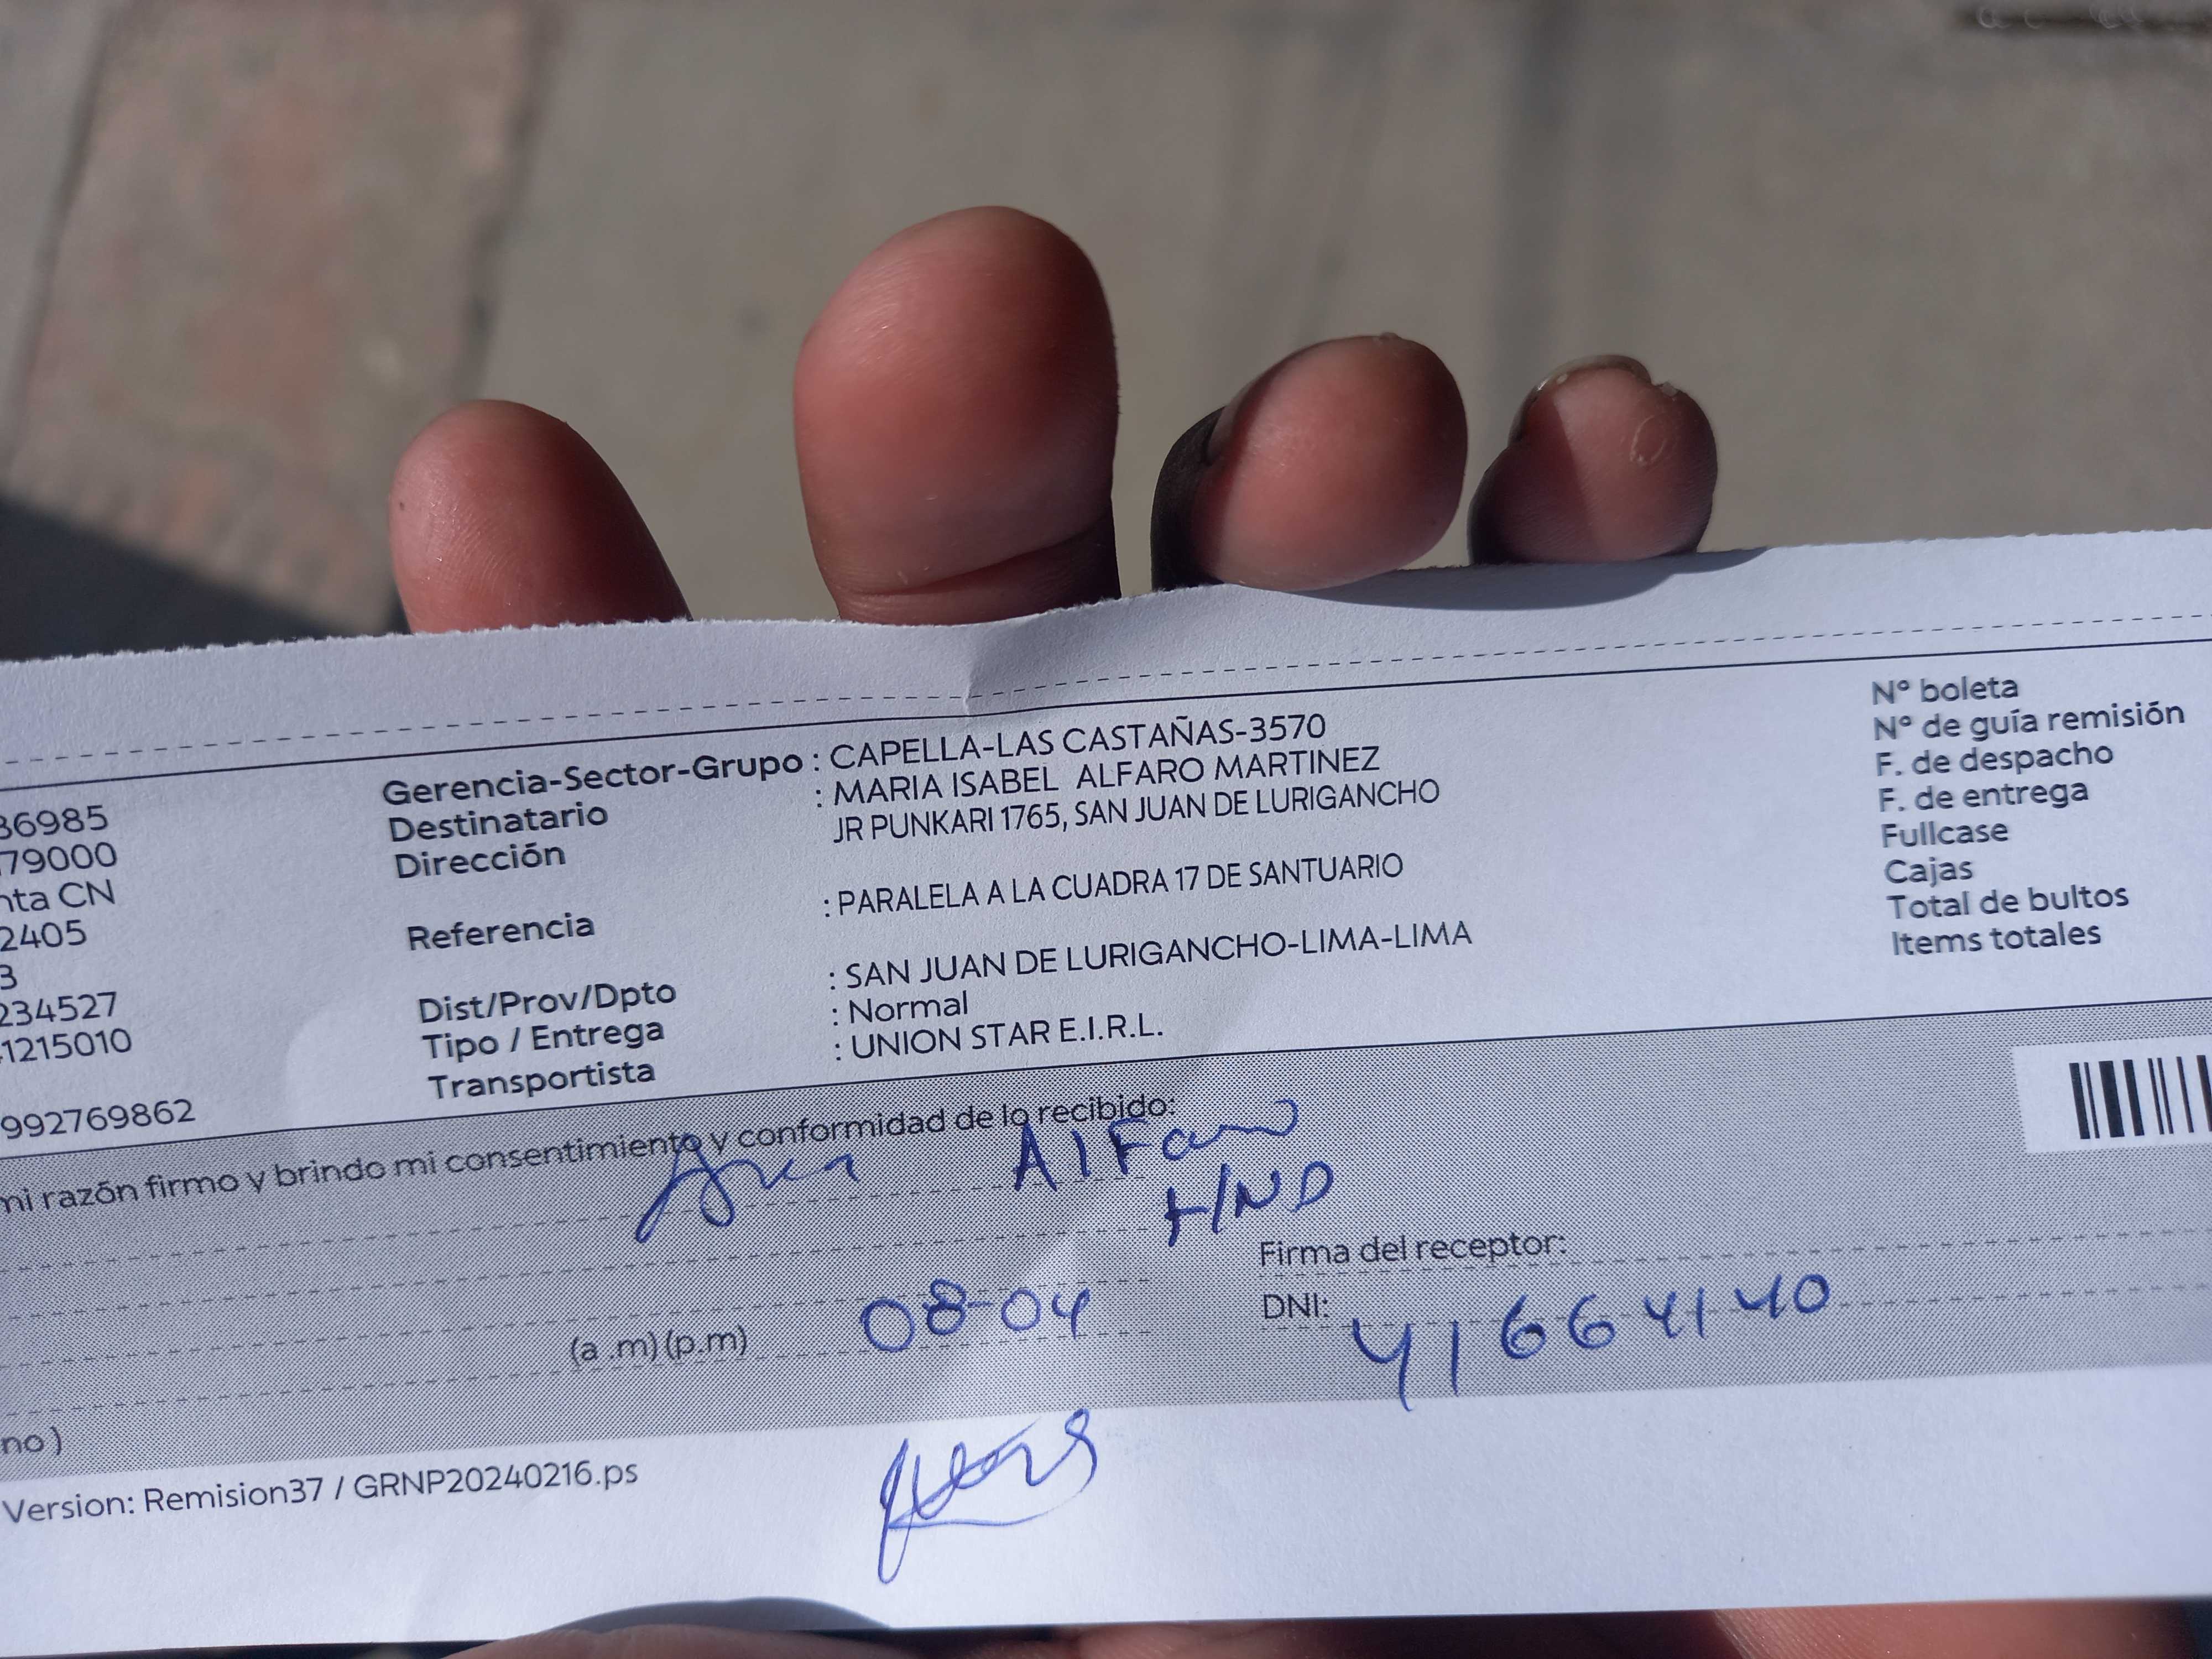 36985
79000
nta CN
2405
3
234527
1215010
992769862
Gerencia-Sector-Grupo : CAPELLA-LAS CASTAÑAS-3570
Destinatario : MARIA ISABEL ALFARO MARTINEZ
Dirección JR PUNKARI 1765, SAN JUAN DE LURIGANCHO
Referencia : PARALELA A LA CUADRA 17 DE SANTUARIO
Dist/Prov/Dpto : SAN JUAN DE LURIGANCHO-LIMA-LIMA
Tipo / Entrega : Normal
Transportista : UNION STAR E.I.R.L.
Nº boleta
Nº de guía remisión
F. de despacho
F. de entrega
Fullcase
Cajas
Total de bultos
Items totales
mi razón firmo y brindo mi consentimiento y conformidad de lo recibido:
Alfaro
H/ND
Firma del receptor:
(a .m) (p.m) 08-04
DNI: 41664140
no )
Version: Remision37 / GRNP20240216.ps